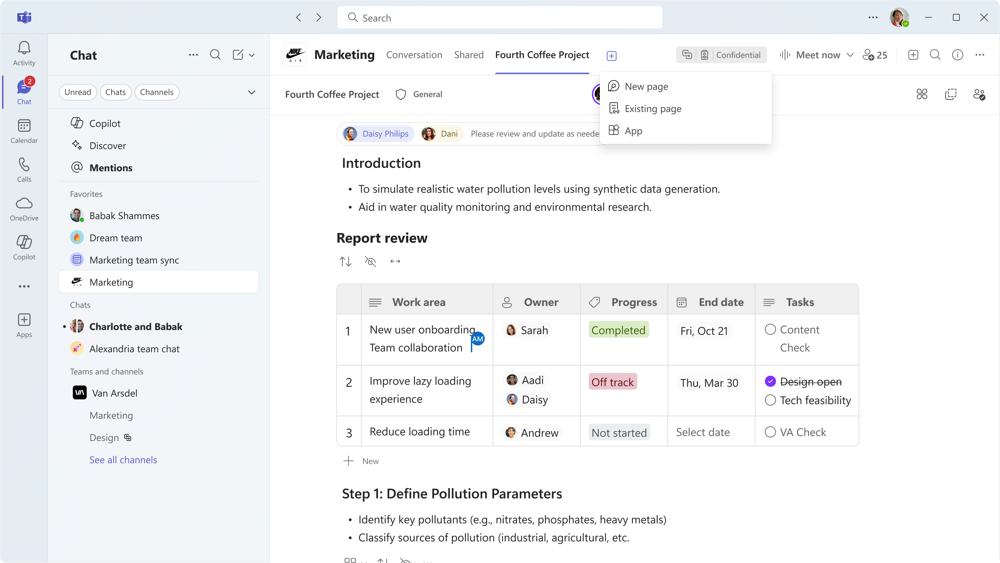 Search
Activity
2
Chat
Calendar
Calls
OneDrive
Copilot
Apps
Chat
Unread
Chats
Channels
Copilot
Discover
Mentions
Favorites
Babak Shammes
Dream team
Marketing team sync
NIKE
AIR
Marketing
Chats
Charlotte and Babak
Alexandria team chat
Teams and channels
VA
Van Arsdel
Marketing
Design
See all channels
NIKE
AIR
Marketing
Conversation
Shared
Fourth Coffee Project
Confidential
Meet now
25
New page
Existing page
App
Fourth Coffee Project
General
Daisy Philips
Dani
Please review and update as neede
Introduction
• To simulate realistic water pollution levels using synthetic data generation.
• Aid in water quality monitoring and environmental research.
Report review
Work area Owner Progress End date Tasks
1 New user onboarding Sarah Completed Fri, Oct 21 Content
Team collaboration AM Check
2 Improve lazy loading Aadi Off track Thu, Mar 30 Design open
experience Daisy Tech feasibility
3 Reduce loading time Andrew Not started Select date VA Check
New
Step 1: Define Pollution Parameters
• Identify key pollutants (e.g., nitrates, phosphates, heavy metals)
• Classify sources of pollution (industrial, agricultural, etc.